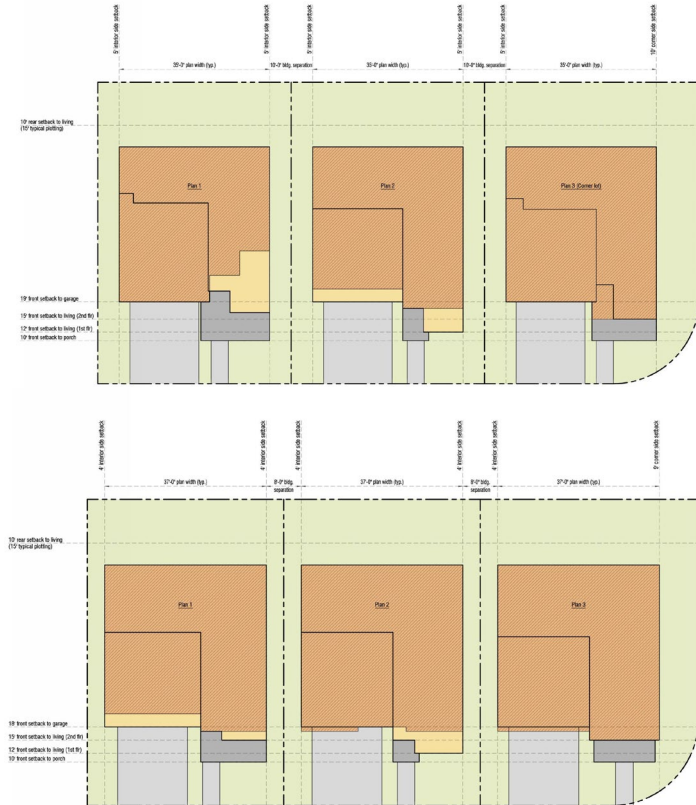 5' interior side setback
5' interior side setback
5' interior side setback
5' interior side setback
5' interior side setback
10' corner side setback
35'-0" plan width (typ.)
10'-0" bldg. separation
35'-0" plan width (typ.)
10'-0" bldg. separation
35'-0" plan width (typ.)
10' rear setback to living
(15' typical plotting)
Plan 1
Plan 2
Plan 3 (Corner lot)
15' front setback to living (2nd flr)
12' front setback to living (1st flr)
10' front setback to porch
4' interior side setback
4' interior side setback
4' interior side setback
4' interior side setback
4' interior side setback
5' corner side setback
37'-0" plan width (typ.)
8'-0" bldg.
separation
37'-0" plan width (typ.)
8'-0" bldg.
separation
37'-0" plan width (typ.)
10' rear setback to living
(15' typical plotting)
Plan 1
Plan 2
Plan 3
18' front setback to garage
15' front setback to living (2nd flr)
12' front setback to living (1st flr)
10' front setback to porch